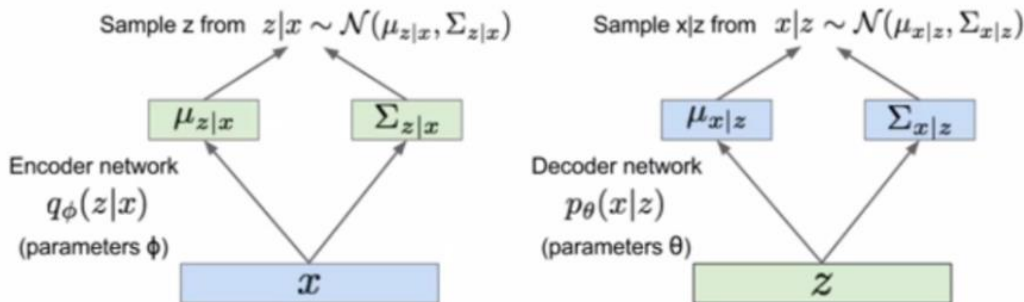 Sample z from z|x ∼ 𝒩(μ_{z|x}, Σ_{z|x})
μ_{z|x}
Σ_{z|x}
Encoder network
q_ϕ(z|x)
(parameters ϕ)
x
Sample x|z from x|z ∼ 𝒩(μ_{x|z}, Σ_{x|z})
μ_{x|z}
Σ_{x|z}
Decoder network
p_θ(x|z)
(parameters θ)
z